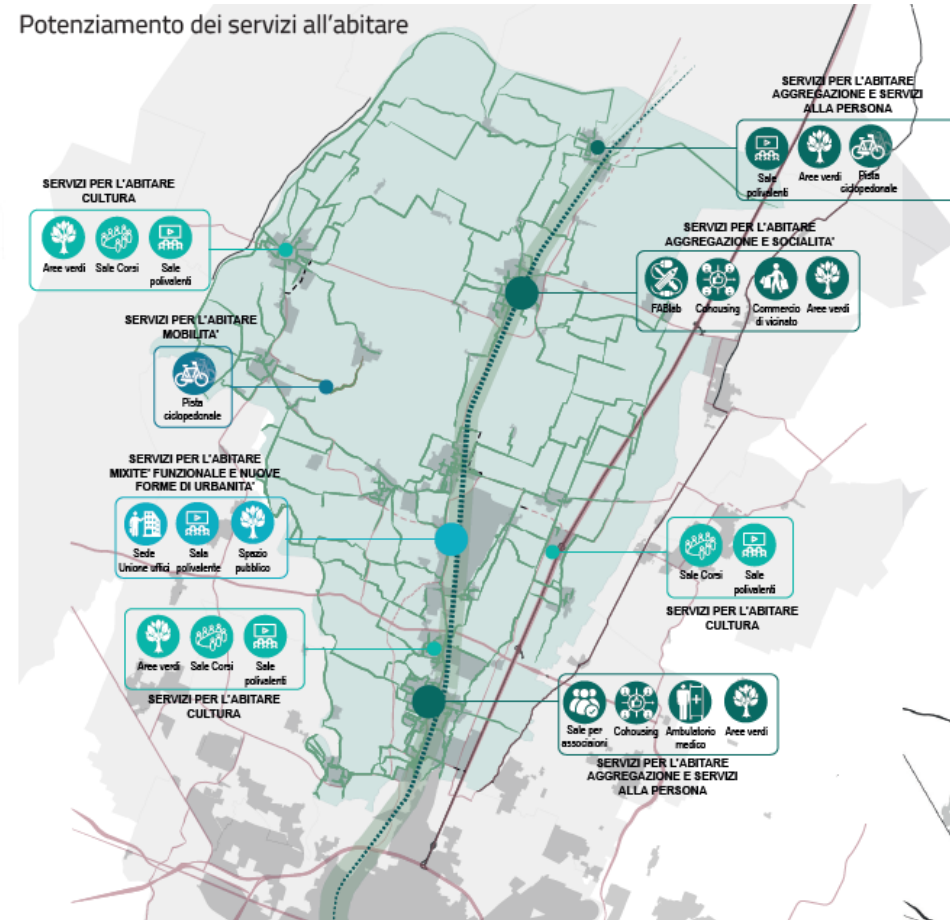 Potenziamento dei servizi all'abitare
SERVIZI PER L'ABITARE
AGGREGAZIONE E SERVIZI
ALLA PERSONA
Sale
polivalenti
Aree verdi
Pista
ciclopedonale
SERVIZI PER L'ABITARE
CULTURA
Aree verdi
Sale Corsi
Sale
polivalenti
SERVIZI PER L'ABITARE
AGGREGAZIONE E SOCIALITA'
FABlab
Cohousing
Commercio
di vicinato
Aree verdi
SERVIZI PER L'ABITARE
MOBILITA'
Pista
ciclopedonale
SERVIZI PER L'ABITARE
MIXITE' FUNZIONALE E NUOVE
FORME DI URBANITA'
Sede
Unione uffici
Sala
polivalente
Spazio
pubblico
Sale Corsi
Sale
polivalenti
SERVIZI PER L'ABITARE
CULTURA
Aree verdi
Sale Corsi
Sale
polivalenti
SERVIZI PER L'ABITARE
CULTURA
Sale per
associaioni
Cohousing
Ambulatorio
medico
Aree verdi
SERVIZI PER L'ABITARE
AGGREGAZIONE E SERVIZI
ALLA PERSONA